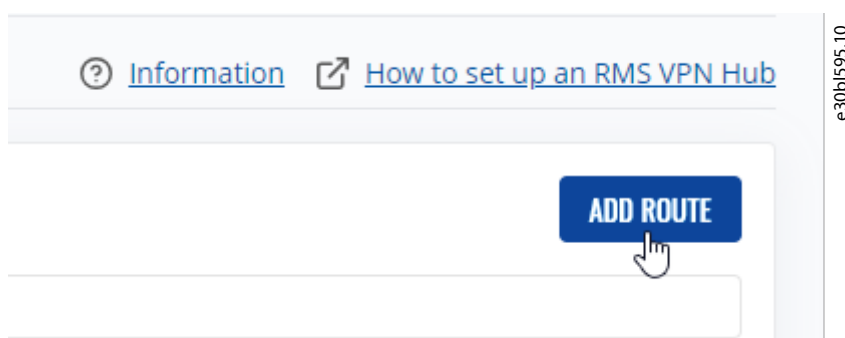 Information How to set up an RMS VPN Hub
ADD ROUTE
e30bl595.10